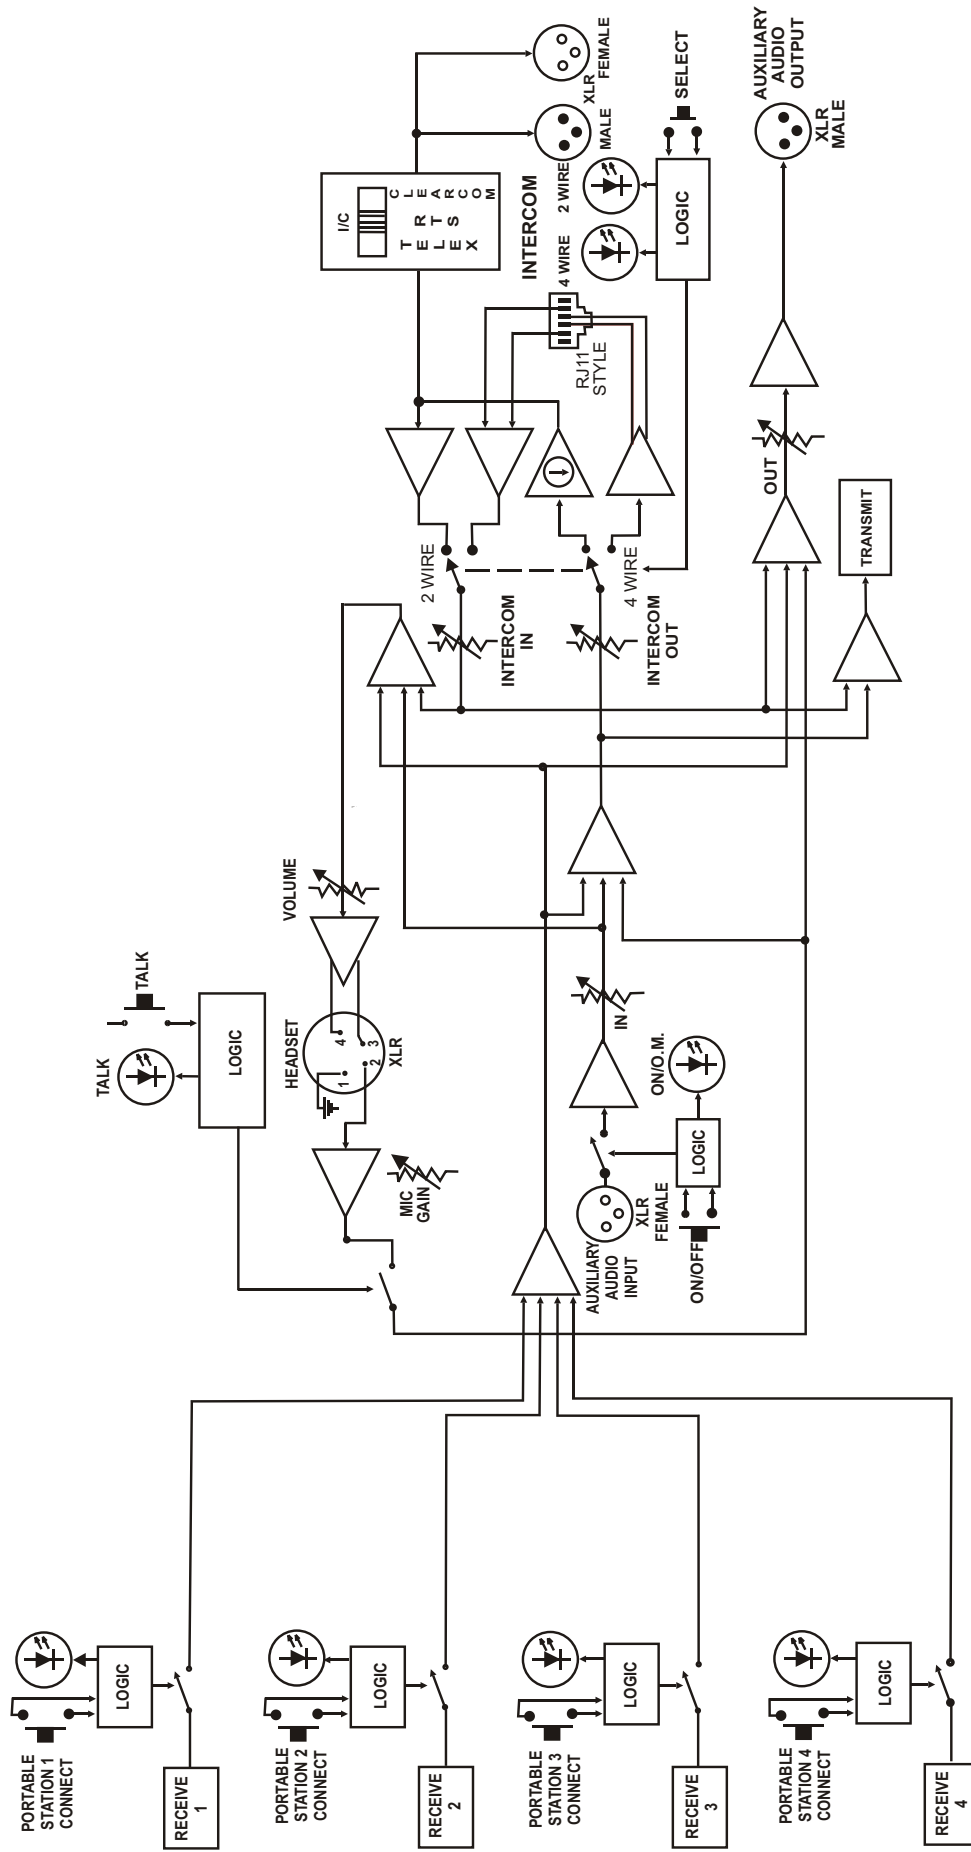 PORTABLE
STATION 1
CONNECT
LOGIC
RECEIVE
1
PORTABLE
STATION 2
CONNECT
LOGIC
RECEIVE
2
PORTABLE
STATION 3
CONNECT
LOGIC
RECEIVE
3
PORTABLE
STATION 4
CONNECT
LOGIC
RECEIVE
4
TALK
TALK
LOGIC
HEADSET
1
2
3
4
XLR
MIC
GAIN
VOLUME
AUXILIARY
AUDIO
INPUT
XLR
FEMALE
ON/OFF
LOGIC
ON/O.M.
IN
INTERCOM
IN
INTERCOM
OUT
2 WIRE
4 WIRE
I/C
CLEARCOM
RTS
TELEX
INTERCOM
MALE
XLR
FEMALE
4 WIRE
2 WIRE
RJ11
STYLE
LOGIC
SELECT
OUT
TRANSMIT
AUXILIARY
AUDIO
OUTPUT
XLR
MALE